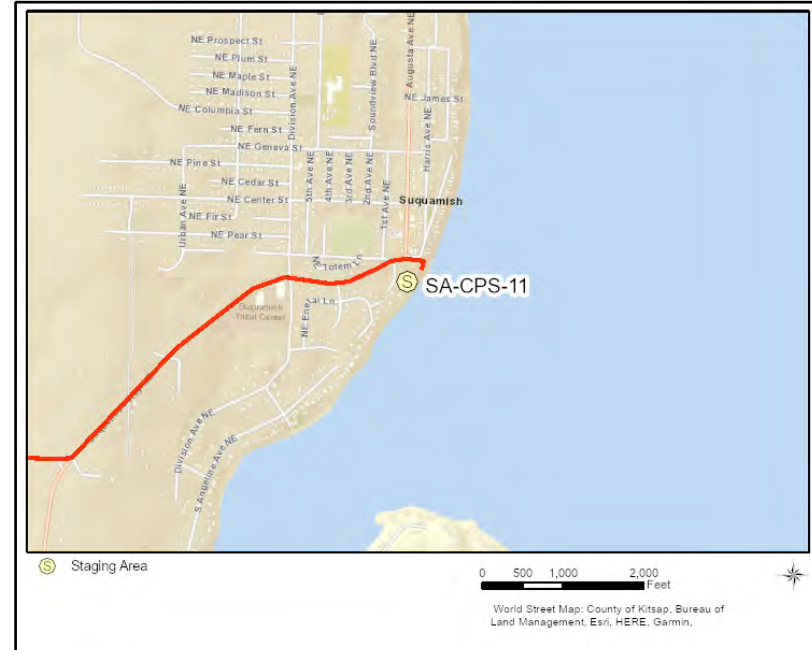 NE Prospect St
NE Plum St
NE Maple St
NE Madison St
NE Columbia St
NE Fern St
NE Geneva St
NE Pine St
NE Cedar St
NE Center St
NE Fir St
NE Pear St
Urban Ave NE
Division Ave NE
5th Ave NE
4th Ave NE
3rd Ave NE
2nd Ave NE
1st Ave NE
Soundview Blvd NE
Augusta Ave NE
NE James St
Harris Ave NE
Suquamish
Totem Ln
S
SA-CPS-11
Suquamish
Tribal Center
NE Ene
ai Ln
Division Ave NE
S Angeline Ave NE
S Staging Area
0 500 1,000 2,000
Feet
World Street Map: County of Kitsap, Bureau of
Land Management, Esri, HERE, Garmin,